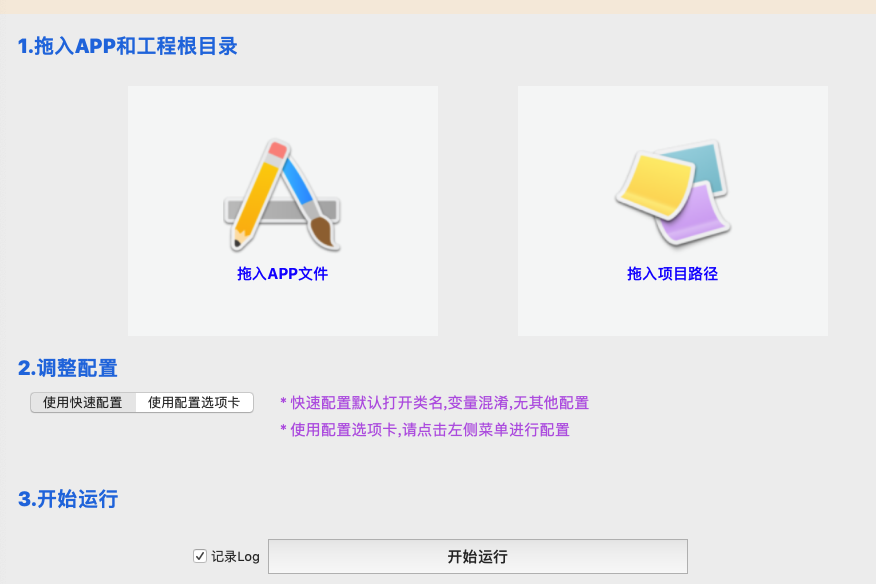 1.拖入APP和工程根目录
拖入APP文件
拖入项目路径
2.调整配置
使用快速配置
使用配置选项卡
* 快速配置默认打开类名,变量混淆,无其他配置
* 使用配置选项卡,请点击左侧菜单进行配置
3.开始运行
记录Log
开始运行